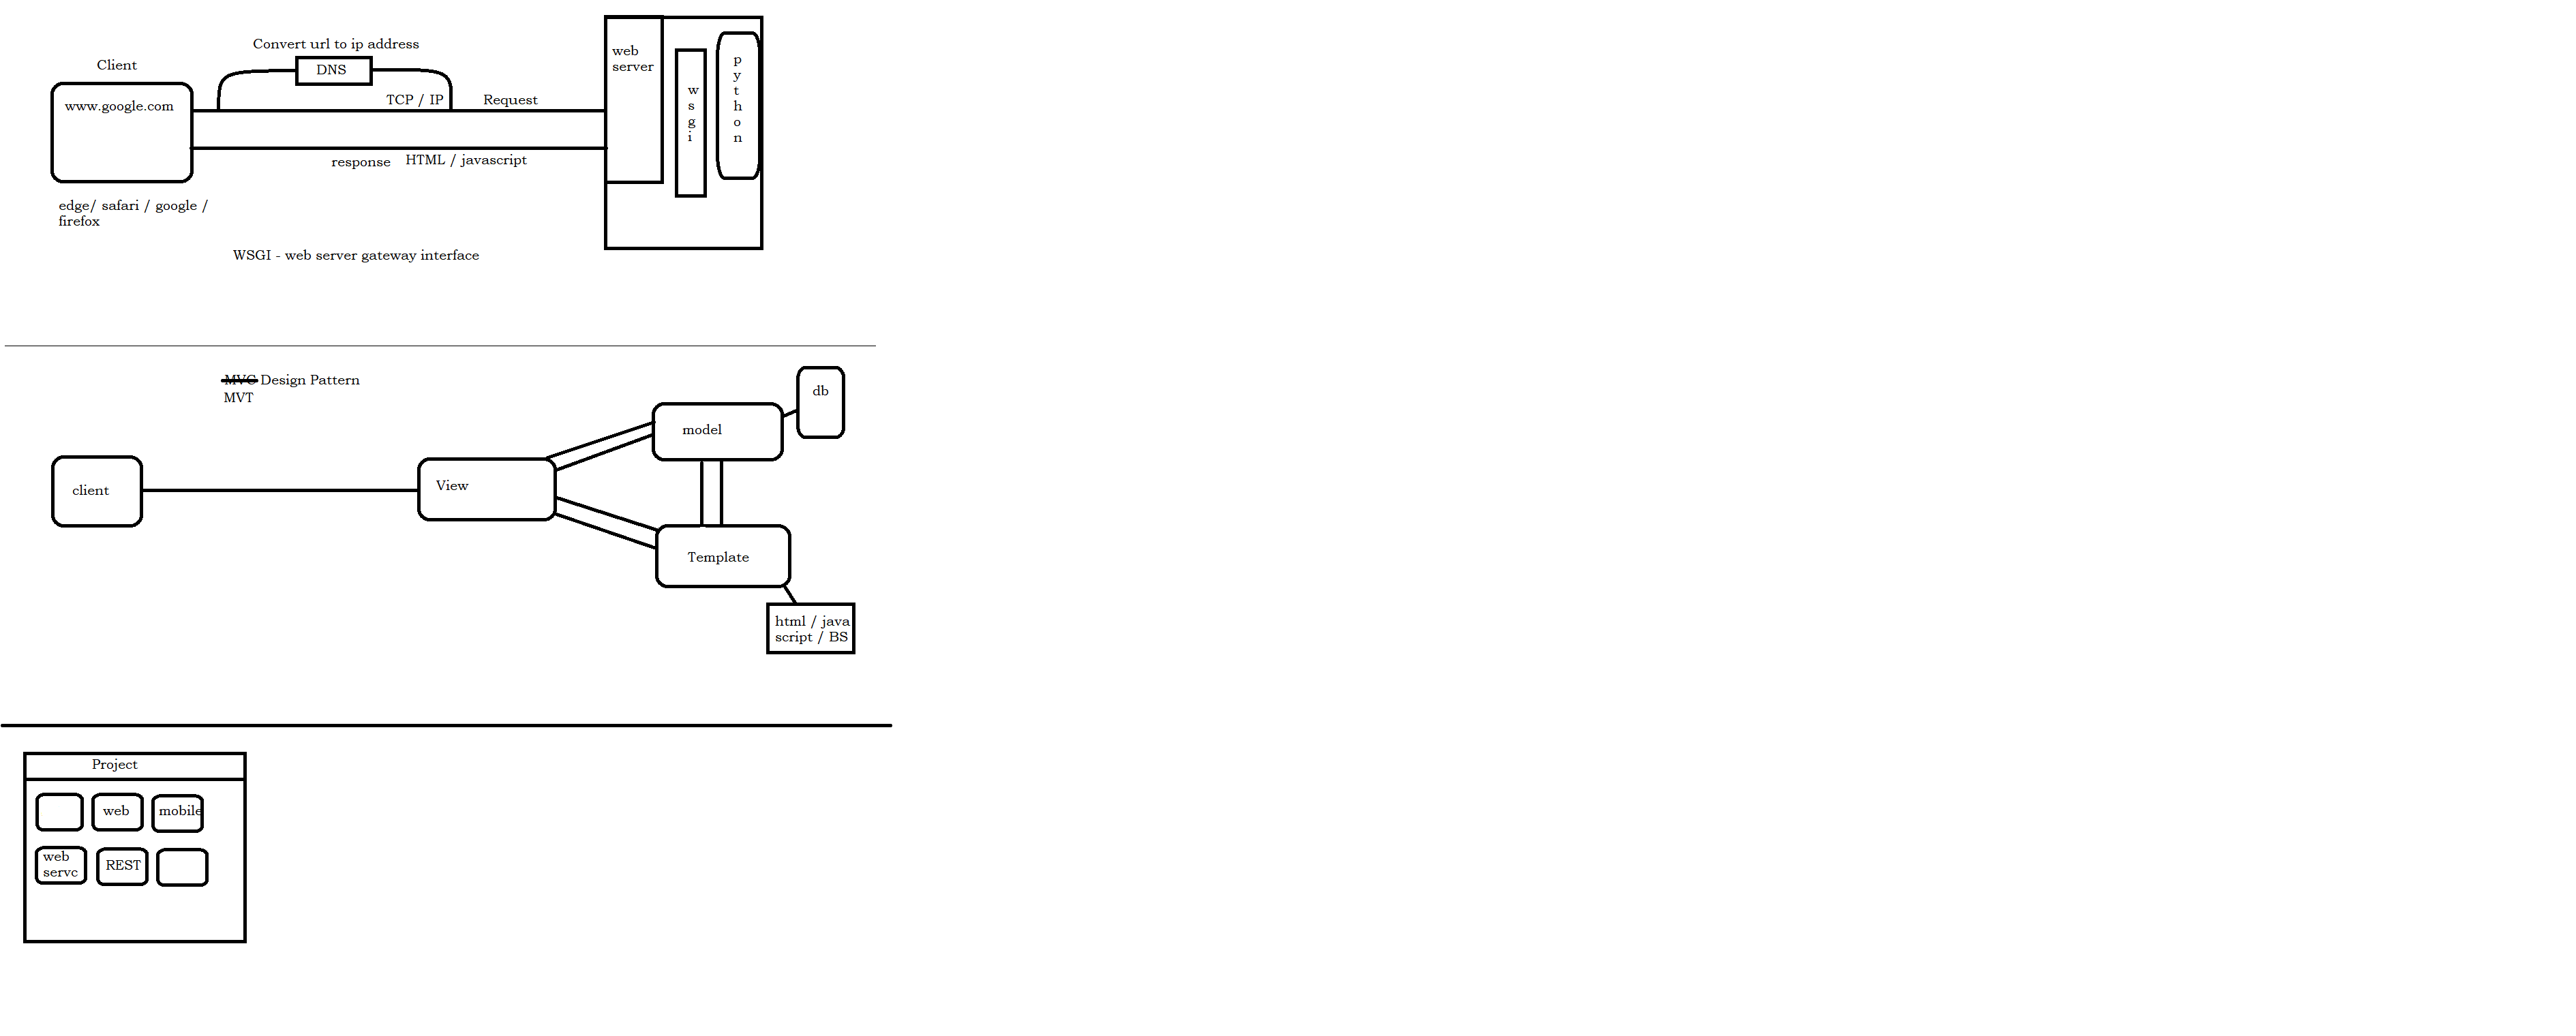 Convert url to ip address
Client
DNS
www.google.com
TCP / IP
Request
response
HTML / javascript
edge/ safari / google /
firefox
WSGI - web server gateway interface
web
server
wsgi
python
MVC Design Pattern
MVT
client
View
model
db
Template
html / java
script / BS
Project
web
mobile
web
servc
REST